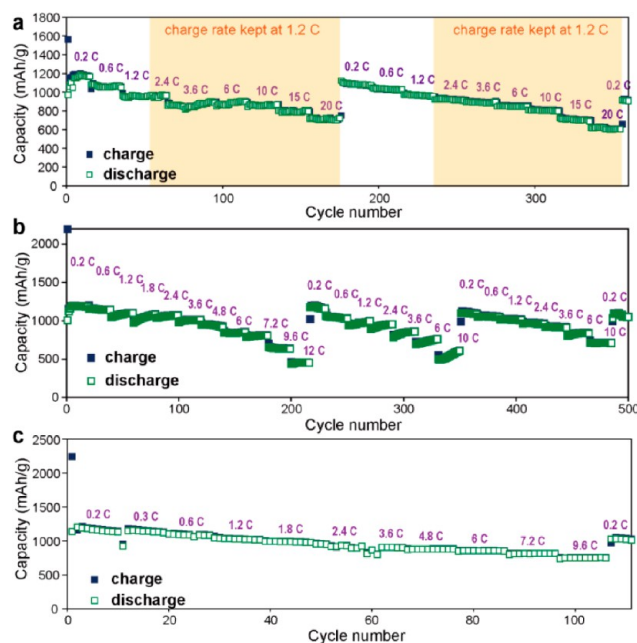 a
charge rate kept at 1.2 C
charge rate kept at 1.2 C
1800
1600
1400
1200
1000
800
600
400
200
0
Capacity (mAh/g)
0.2 C
0.6 C
1.2 C
2.4 C
3.6 C
6 C
10 C
15 C
20 C
0.2 C
0.6 C
1.2 C
2.4 C
3.6 C
6 C
10 C
15 C
20 C
0.2 C
charge
discharge
0
100
200
300
Cycle number
b
2000
1500
1000
500
0
Capacity (mAh/g)
0.2 C
0.6 C
1.2 C
1.8 C
2.4 C
3.6 C
4.8 C
6 C
7.2 C
9.6 C
12 C
0.2 C
0.6 C
1.2 C
2.4 C
3.6 C
6 C
10 C
0.2 C
0.6 C
1.2 C
2.4 C
3.6 C
6 C
10 C
0.2 C
charge
discharge
0
100
200
300
400
500
Cycle number
c
2500
2000
1500
1000
500
0
Capacity (mAh/g)
0.2 C
0.3 C
0.6 C
1.2 C
1.8 C
2.4 C
3.6 C
4.8 C
6 C
7.2 C
9.6 C
0.2 C
charge
discharge
0
20
40
60
80
100
Cycle number